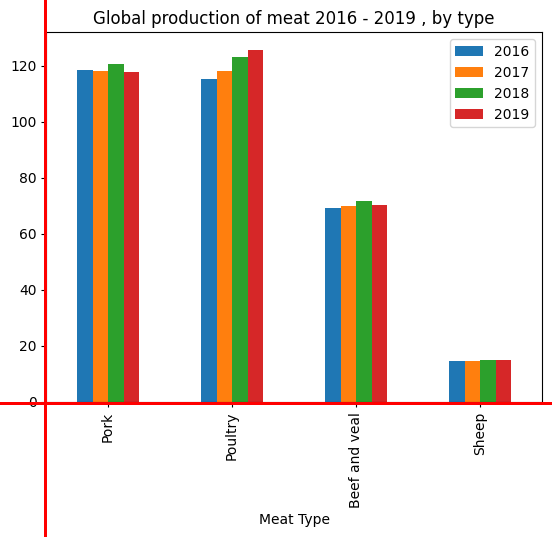 Global production of meat 2016 - 2019 , by type
2016
2017
2018
2019
120
100
80
60
40
20
0
Pork
Poultry
Beef and veal
Sheep
Meat Type